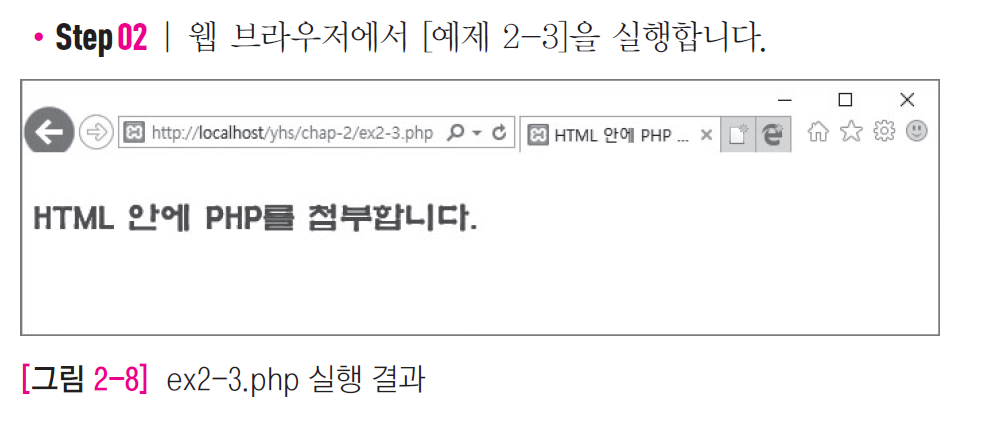 • Step 02 | 웹 브라우저에서 [예제 2-3]을 실행합니다.
http://localhost/yhs/chap-2/ex2-3.php
HTML 안에 PHP ...
HTML 안에 PHP를 첨부합니다.
[그림 2-8] ex2-3.php 실행 결과